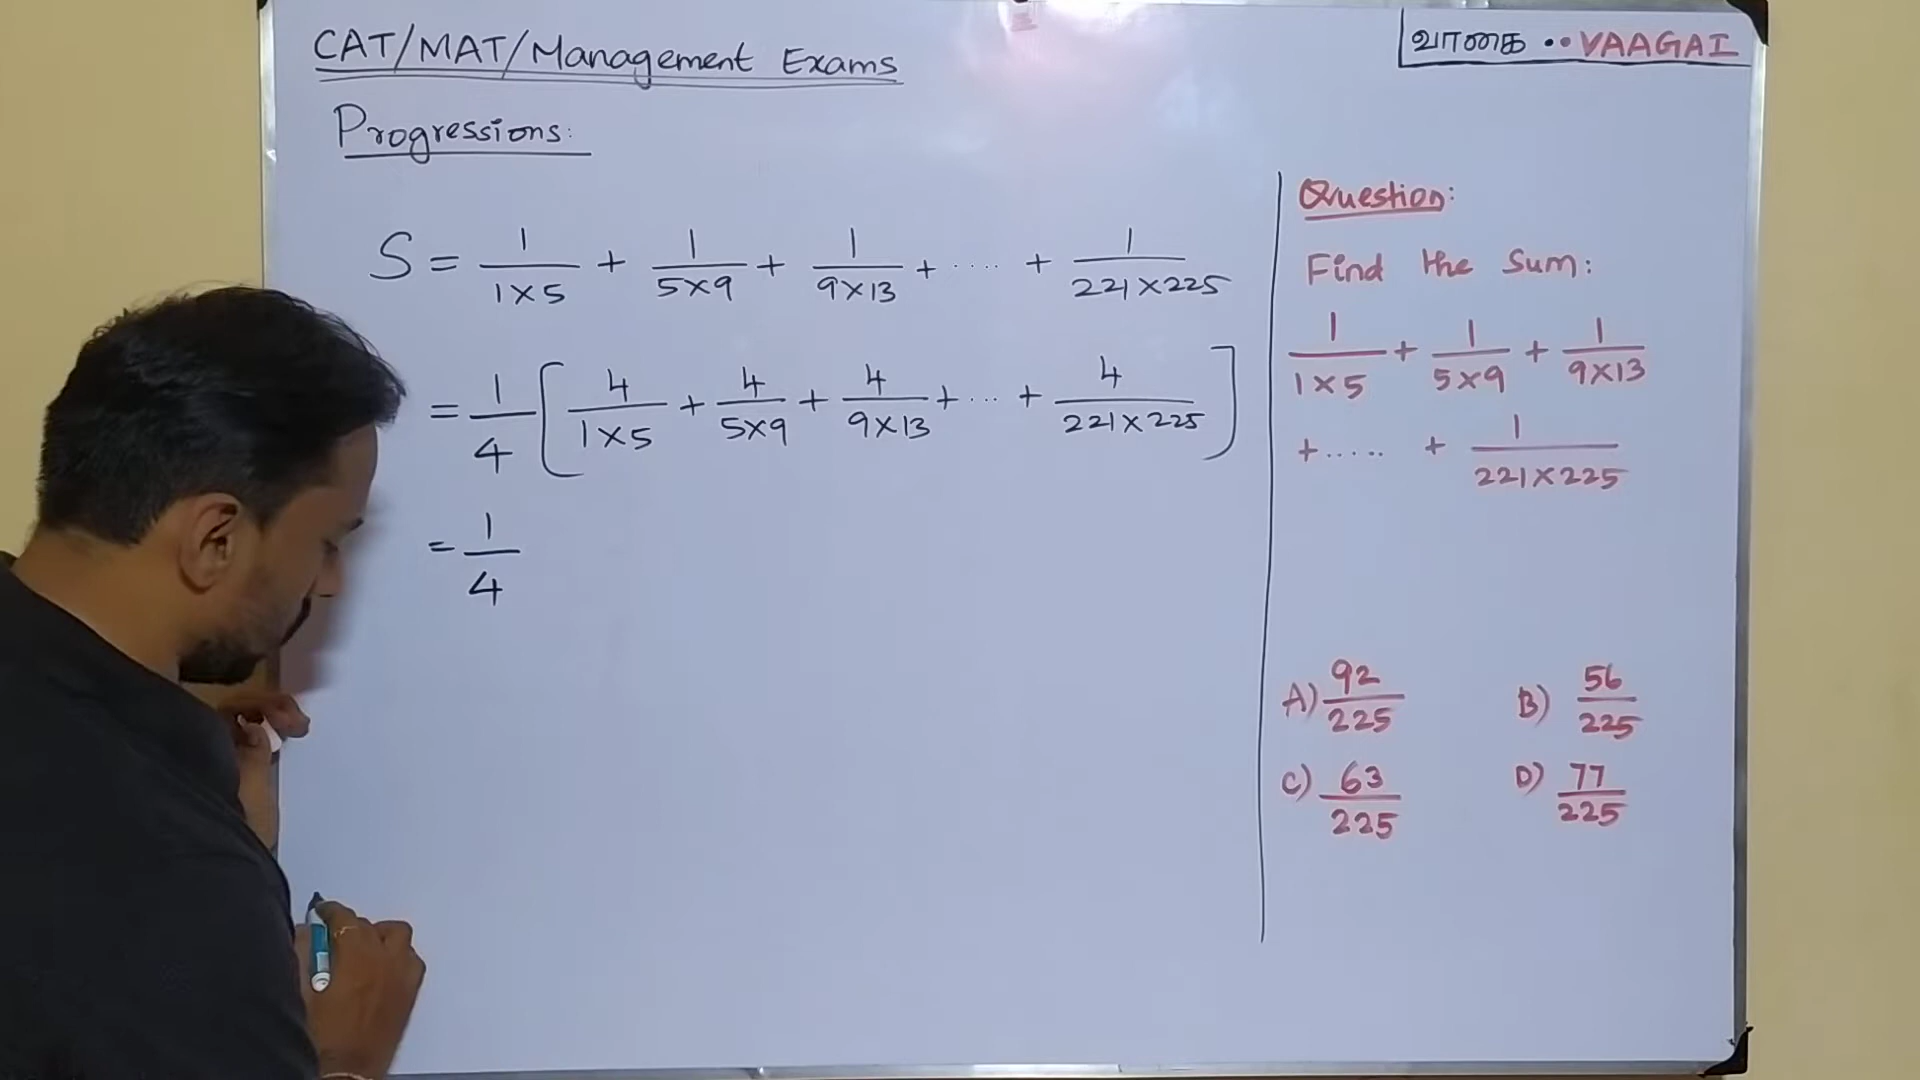 CAT/MAT/Management Exams
வாகை ..VAAGAI
Progressions:
S = 1/(1×5) + 1/(5×9) + 1/(9×13) + ..... + 1/(221×225)
= 1/4 [ 4/(1×5) + 4/(5×9) + 4/(9×13) + ... + 4/(221×225) ]
= 1/4
Question:
Find the Sum:
1/(1×5) + 1/(5×9) + 1/(9×13)
+ ..... + 1/(221×225)
A) 92/225 B) 56/225
C) 63/225 D) 77/225